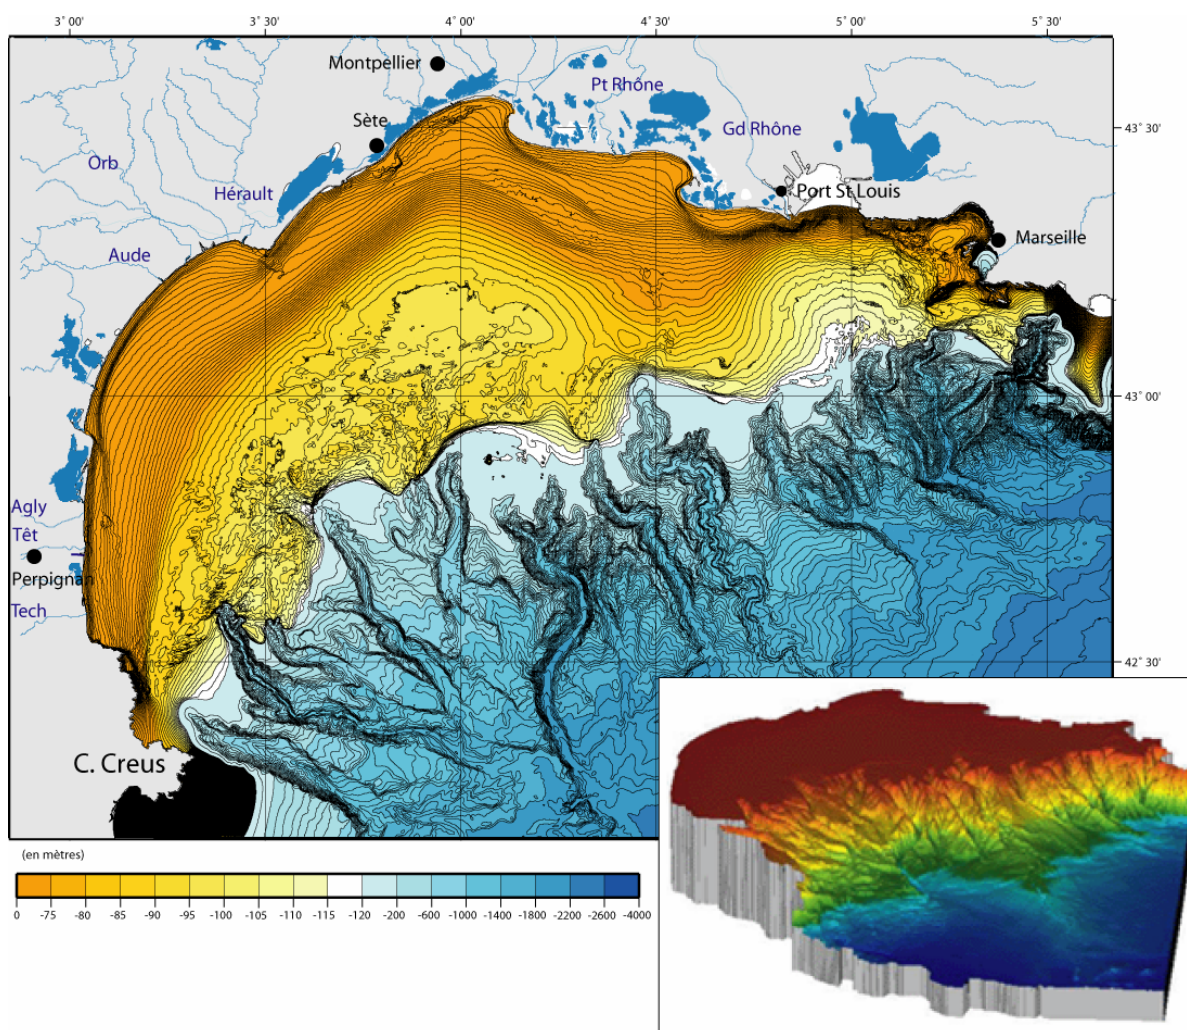 3° 00'
3° 30'
4° 00'
4° 30'
5° 00'
5° 30'
Montpellier
Pt Rhône
Sète
Gd Rhône
43° 30'
Orb
Hérault
Port St Louis
Marseille
Aude
43° 00'
Agly
Têt
Perpignan
Tech
42° 30'
C. Creus
(en mètres)
0 -75 -80 -85 -90 -95 -100 -105 -110 -115 -120 -200 -600 -1000 -1400 -1800 -2200 -2600 -4000